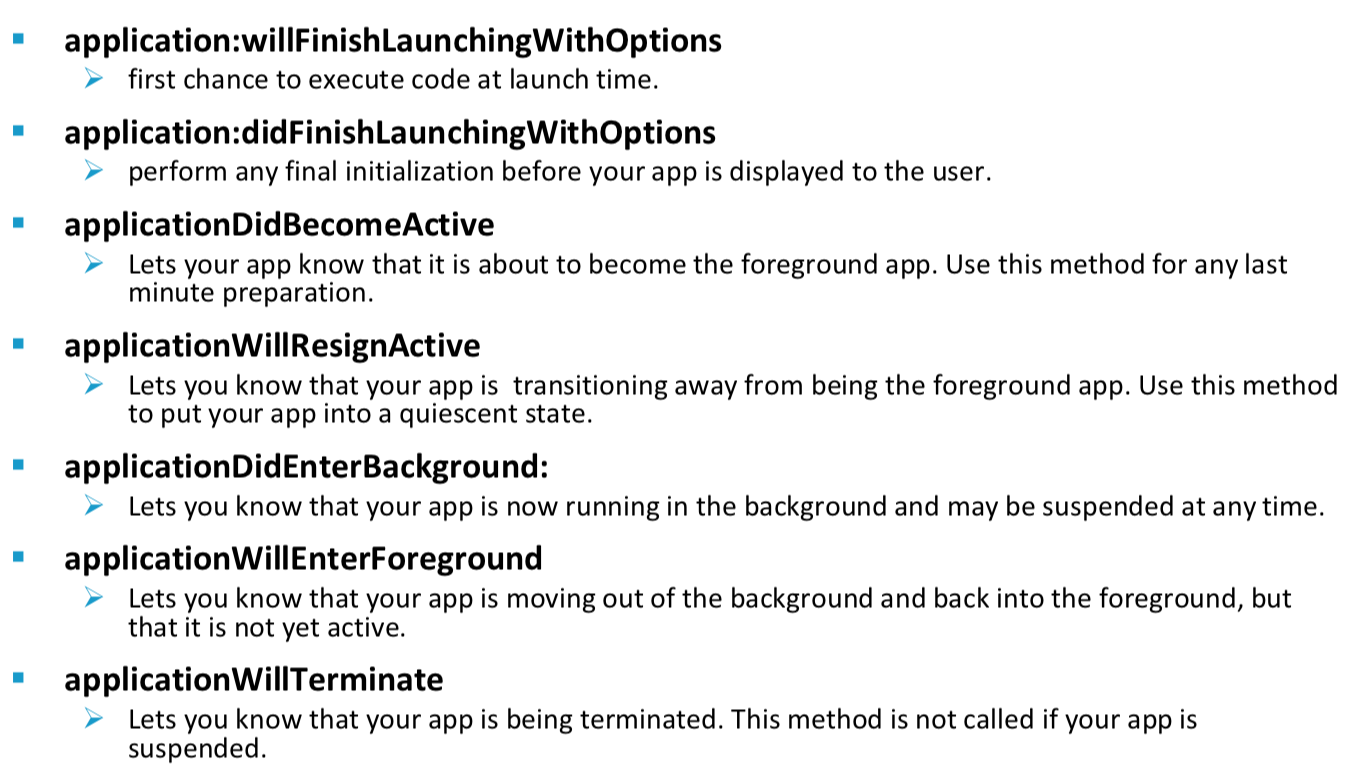 application:willFinishLaunchingWithOptions
first chance to execute code at launch time.
application:didFinishLaunchingWithOptions
perform any final initialization before your app is displayed to the user.
applicationDidBecomeActive
Lets your app know that it is about to become the foreground app. Use this method for any last
minute preparation.
applicationWillResignActive
Lets you know that your app is  transitioning away from being the foreground app. Use this method
to put your app into a quiescent state.
applicationDidEnterBackground:
Lets you know that your app is now running in the background and may be suspended at any time.
applicationWillEnterForeground
Lets you know that your app is moving out of the background and back into the foreground, but
that it is not yet active.
applicationWillTerminate
Lets you know that your app is being terminated. This method is not called if your app is
suspended.